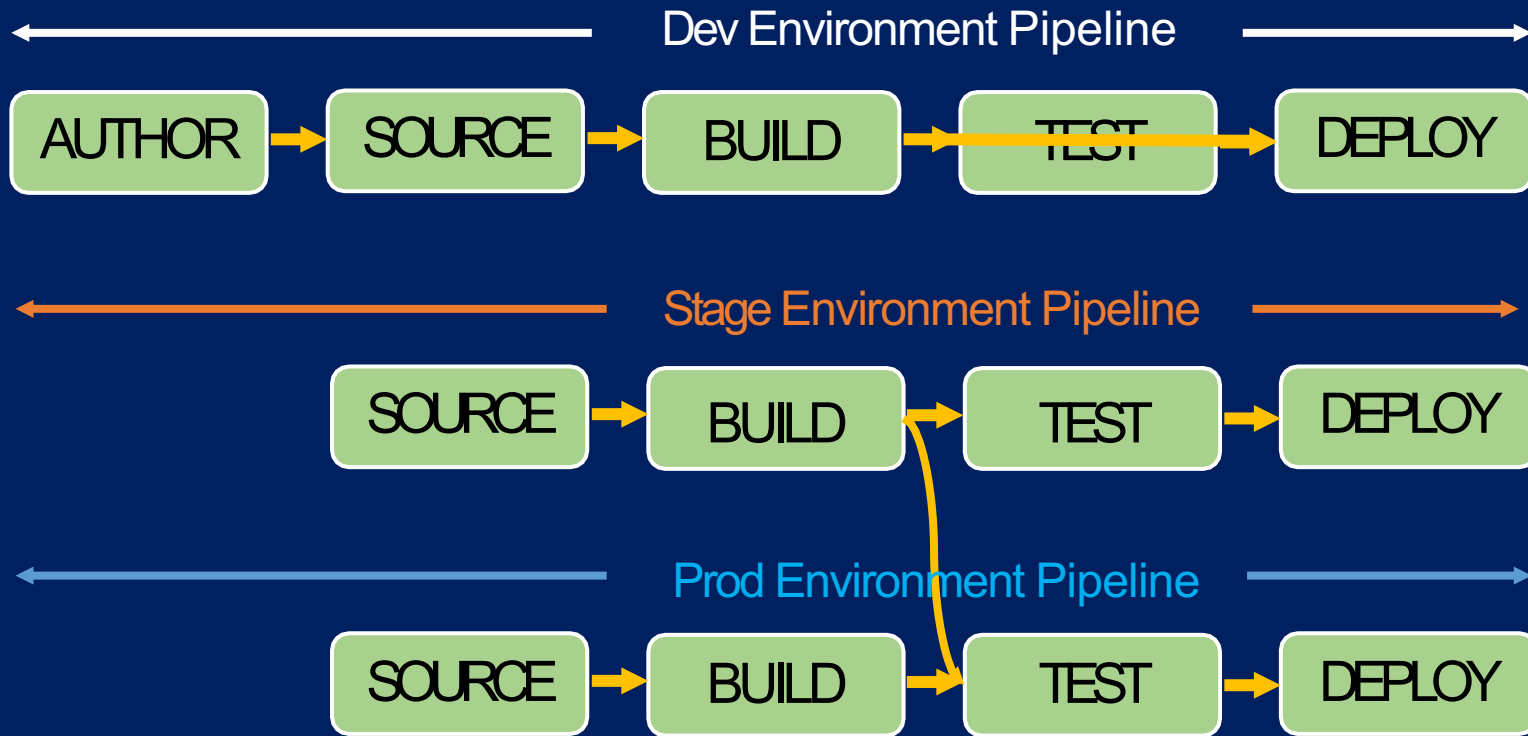 Dev Environment Pipeline
AUTHOR SOURCE BUILD TEST DEPLOY
Stage Environment Pipeline
SOURCE BUILD TEST DEPLOY
Prod Environment Pipeline
SOURCE BUILD TEST DEPLOY